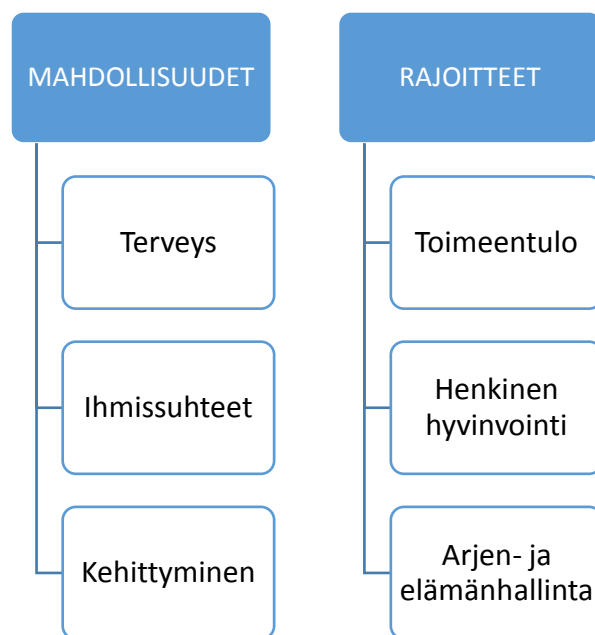 MAHDOLLISUUDET
Terveys
Ihmissuhteet
Kehittyminen
RAJOITTEET
Toimeentulo
Henkinen
hyvinvointi
Arjen- ja
elämänhallinta